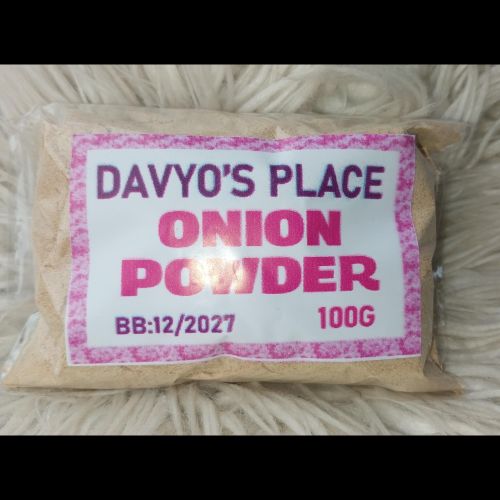 DAVYO'S PLACE
ONION
POWDER
BB:12/2027 100G